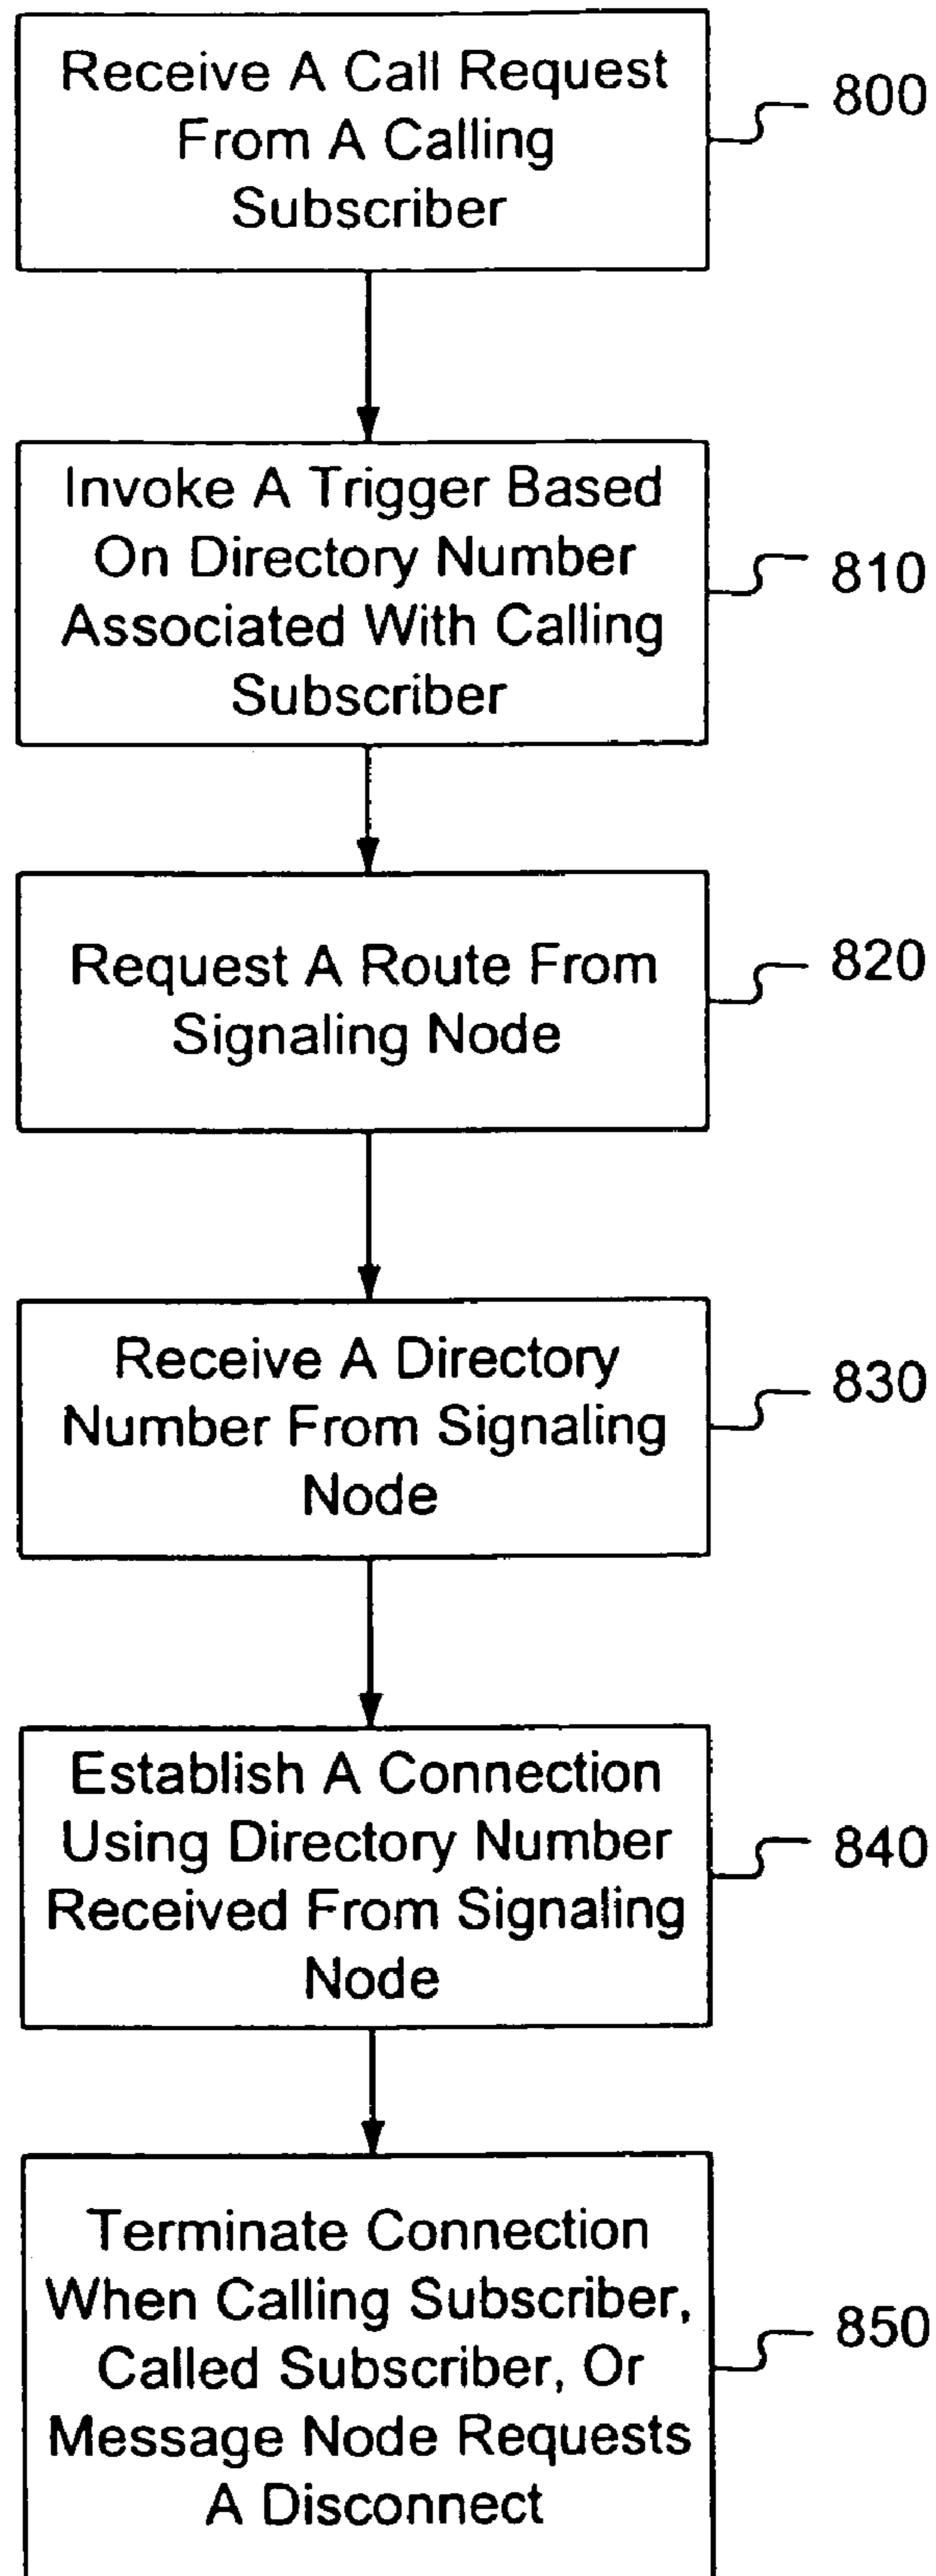 Receive A Call Request
From A Calling
Subscriber
800
Invoke A Trigger Based
On Directory Number
Associated With Calling
Subscriber
810
Request A Route From
Signaling Node
820
Receive A Directory
Number From Signaling
Node
830
Establish A Connection
Using Directory Number
Received From Signaling
Node
840
Terminate Connection
When Calling Subscriber,
Called Subscriber, Or
Message Node Requests
A Disconnect
850